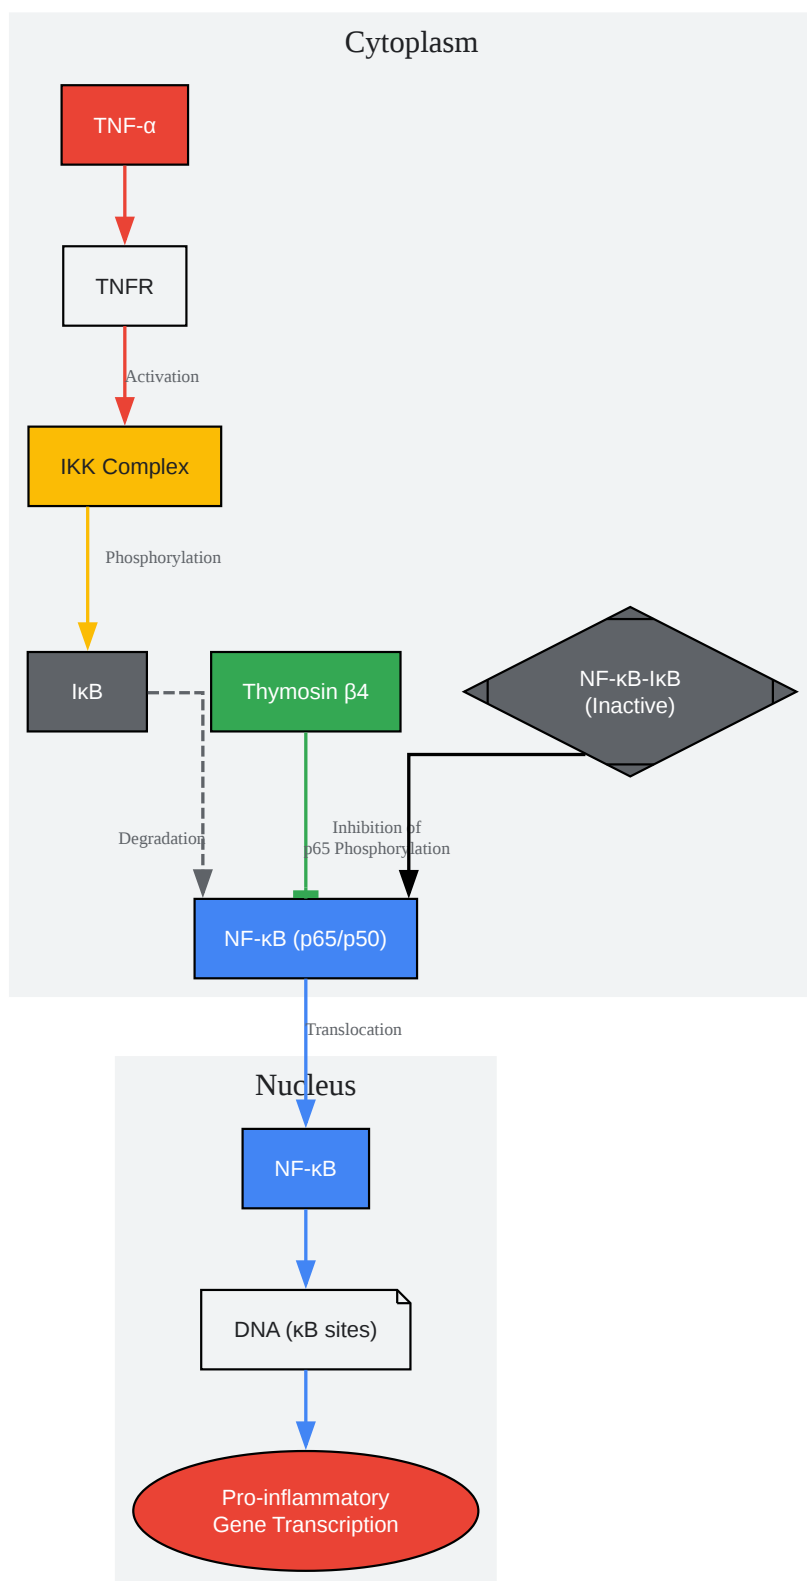 Cytoplasm
TNF-α
TNFR
Activation
IKK Complex
Phosphorylation
IκB
Thymosin β4
NF-κB-IκB
(Inactive)
Degradation
Inhibition of
p65 Phosphorylation
NF-κB (p65/p50)
Translocation
Nucleus
NF-κB
DNA (κB sites)
Pro-inflammatory
Gene Transcription